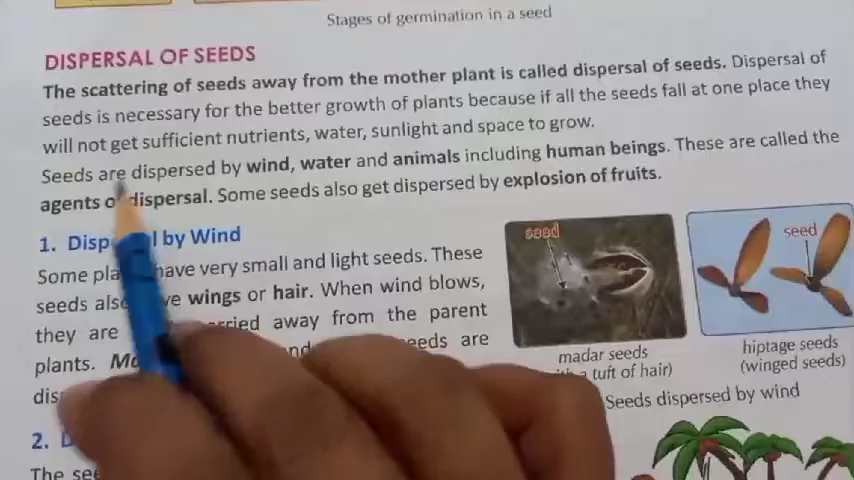 Stages of germination in a seed
DISPERSAL OF SEEDS
The scattering of seeds away from the mother plant is called dispersal of seeds. Dispersal of
seeds is necessary for the better growth of plants because if all the seeds fall at one place they
will not get sufficient nutrients, water, sunlight and space to grow.
Seeds are dispersed by wind, water and animals including human beings. These are called the
agents of dispersal. Some seeds also get dispersed by explosion of fruits.
1. Dispersal by Wind
Some have very small and light seeds. These
seeds wings or hair. When wind blows,
they are away from the parent
plants. seeds are
2.
The
seed
seed
madar seeds
a tuft of hair)
hiptage seeds
(winged seeds)
Seeds dispersed by wind